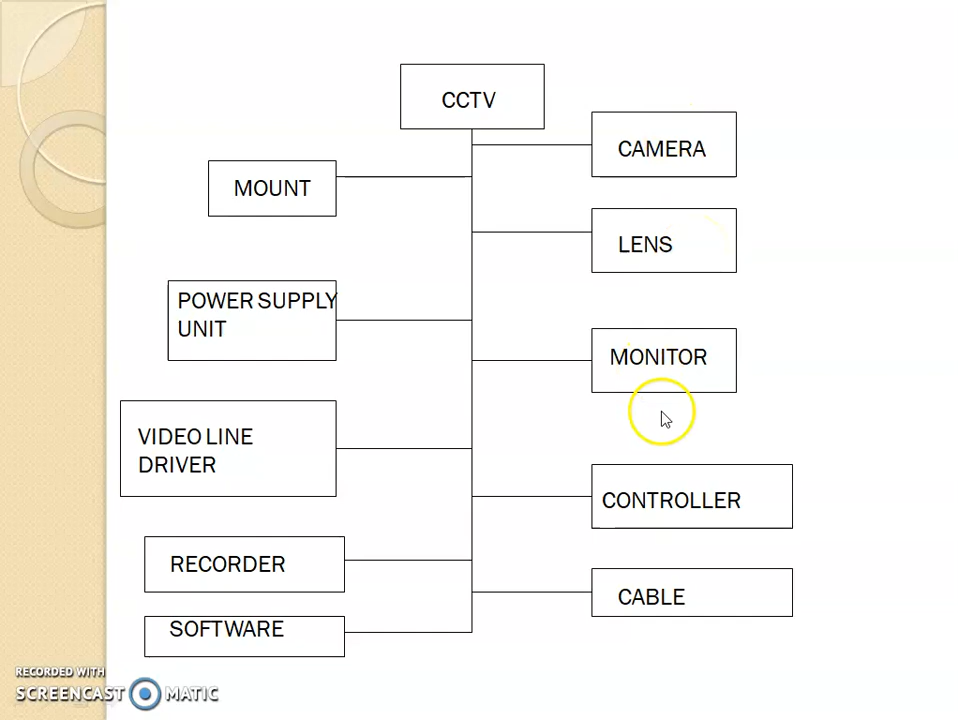 CCTV
CAMERA
MOUNT
LENS
POWER SUPPLY
UNIT
MONITOR
VIDEO LINE
DRIVER
CONTROLLER
RECORDER
CABLE
SOFTWARE
RECORDED WITH
SCREENCAST MATIC